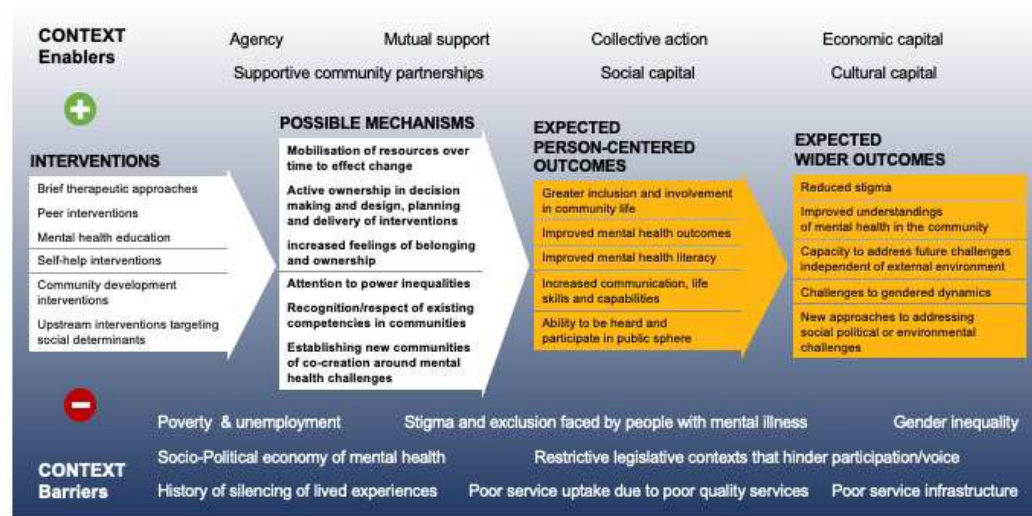 CONTEXT
Enablers
Agency Mutual support Collective action Economic capital
Supportive community partnerships Social capital Cultural capital
INTERVENTIONS
Brief therapeutic approaches
Peer interventions
Mental health education
Self-help interventions
Community development
interventions
Upstream interventions targeting
social determinants
POSSIBLE MECHANISMS
Mobilisation of resources over
time to effect change
Active ownership in decision
making and design, planning
and delivery of interventions
increased feelings of belonging
and ownership
Attention to power inequalities
Recognition/respect of existing
competencies in communities
Establishing new communities
of co-creation around mental
health challenges
EXPECTED
PERSON-CENTERED
OUTCOMES
Greater inclusion and involvement
in community life
Improved mental health outcomes
Improved mental health literacy
Increased communication, life
skills and capabilities
Ability to be heard and
participate in public sphere
EXPECTED
WIDER OUTCOMES
Reduced stigma
Improved understandings
of mental health in the community
Capacity to address future challenges
independent of external environment
Challenges to gendered dynamics
New approaches to addressing
social political or environmental
challenges
CONTEXT
Barriers
Poverty & unemployment Stigma and exclusion faced by people with mental illness Gender inequality
Socio-Political economy of mental health Restrictive legislative contexts that hinder participation/voice
History of silencing of lived experiences Poor service uptake due to poor quality services Poor service infrastructure